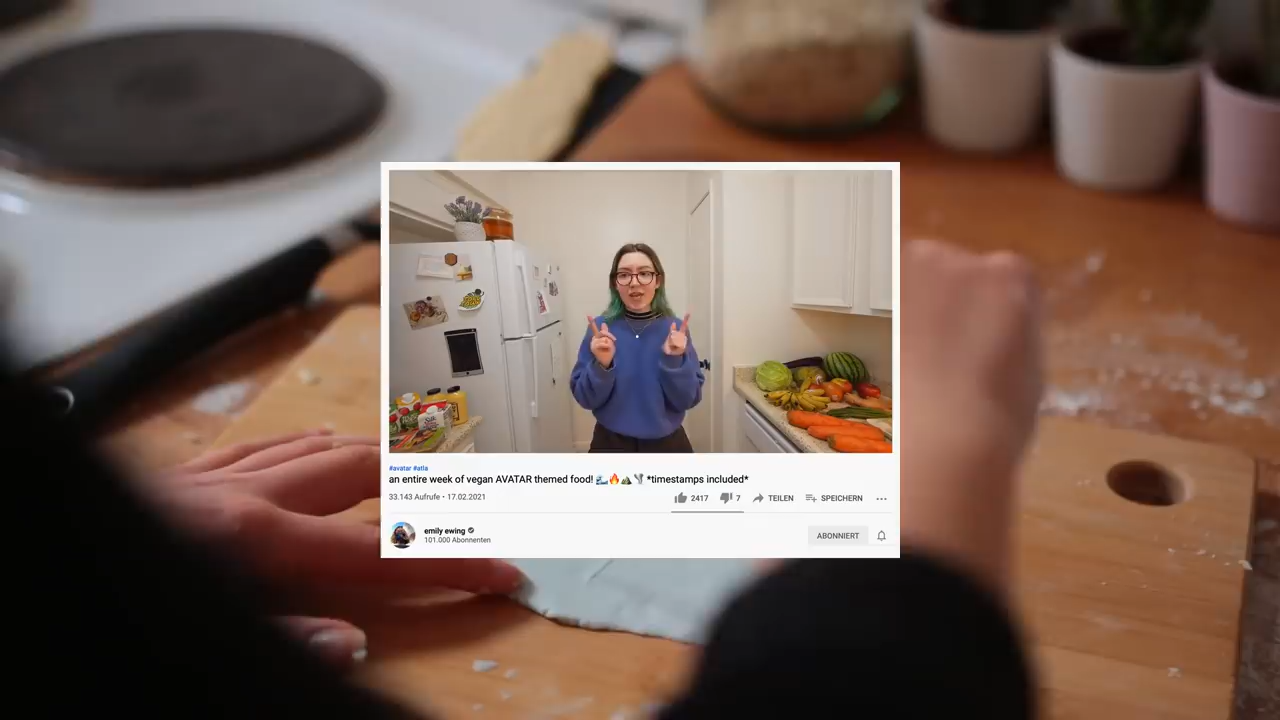 #avatar #atla
an entire week of vegan AVATAR themed food! 🌊🔥⛰️🌪️ *timestamps included*
33.143 Aufrufe • 17.02.2021
2417
7
TEILEN
SPEICHERN
emily ewing
101.000 Abonnenten
ABONNIERT